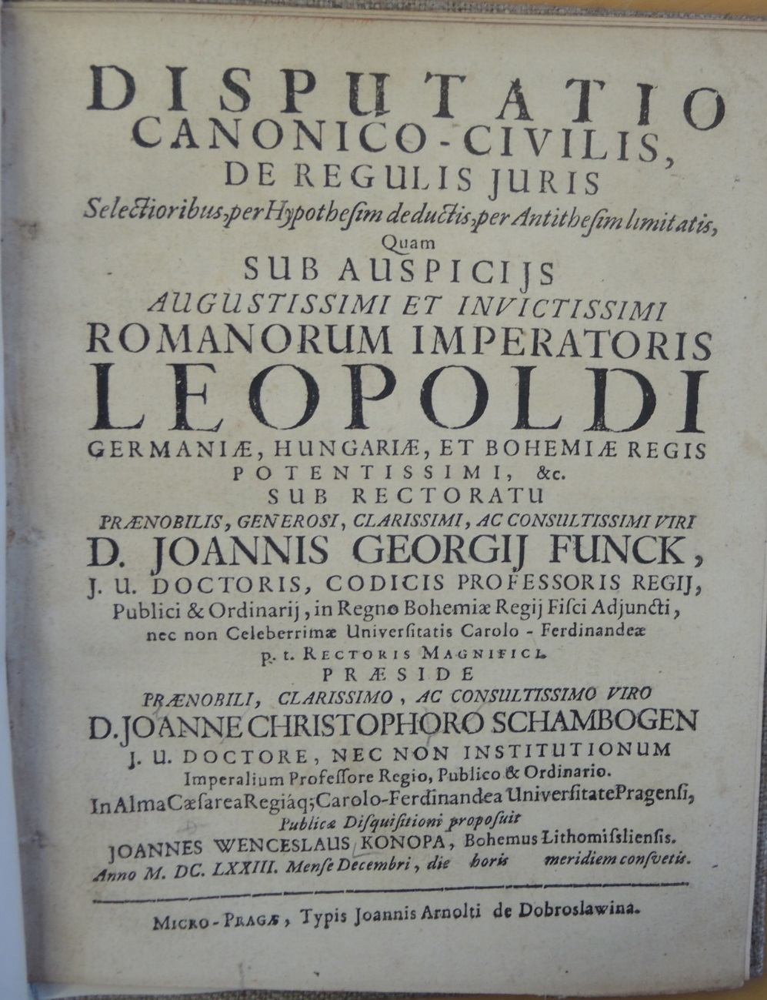 DISPUTATIO
CANONICO-CIVILIS,
DE REGULIS JURIS
Selectioribus, per Hypothesim deductis, per Antithesim limitatis,
Quam
SUB AUSPICIJS
AUGUSTISSIMI ET INVICTISSIMI
ROMANORUM IMPERATORIS
LEOPOLDI
GERMANIÆ, HUNGARIÆ, ET BOHEMIÆ REGIS
POTENTISSIMI, &c.
SUB RECTORATU
PRÆNOBILIS, GENEROSI, CLARISSIMI, AC CONSULTISSIMI VIRI
D. JOANNIS GEORGIJ FUNCK,
J. U. DOCTORIS, CODICIS PROFESSORIS REGIJ,
Publici & Ordinarij, in Regno Bohemiæ Regij Fiſci Adjuncti,
nec non Celeberrimæ Univerſitatis Carolo - Ferdinandeæ
p. t. RECTORIS MAGNIFICI.
PRÆSIDE
PRÆNOBILI, CLARISSIMO, AC CONSULTISSIMO VIRO
D. JOANNE CHRISTOPHORO SCHAMBOGEN
J. U. DOCTORE, NEC NON INSTITUTIONUM
Imperalium Profeſſore Regio, Publico & Ordinario.
In Alma Cæſarea Regiáq; Carolo-Ferdinandea Univerſitate Pragenſi,
Publicæ Diſquiſitioni propoſuit
JOANNES WENCESLAUS KONOPA, Bohemus Lithomiſslienſis.
Anno M. DC. LXXIII. Menſe Decembri, die horis meridiem conſvetis.
MICRO-PRAGÆ, Typis Joannis Arnolti de Dobroslawina.